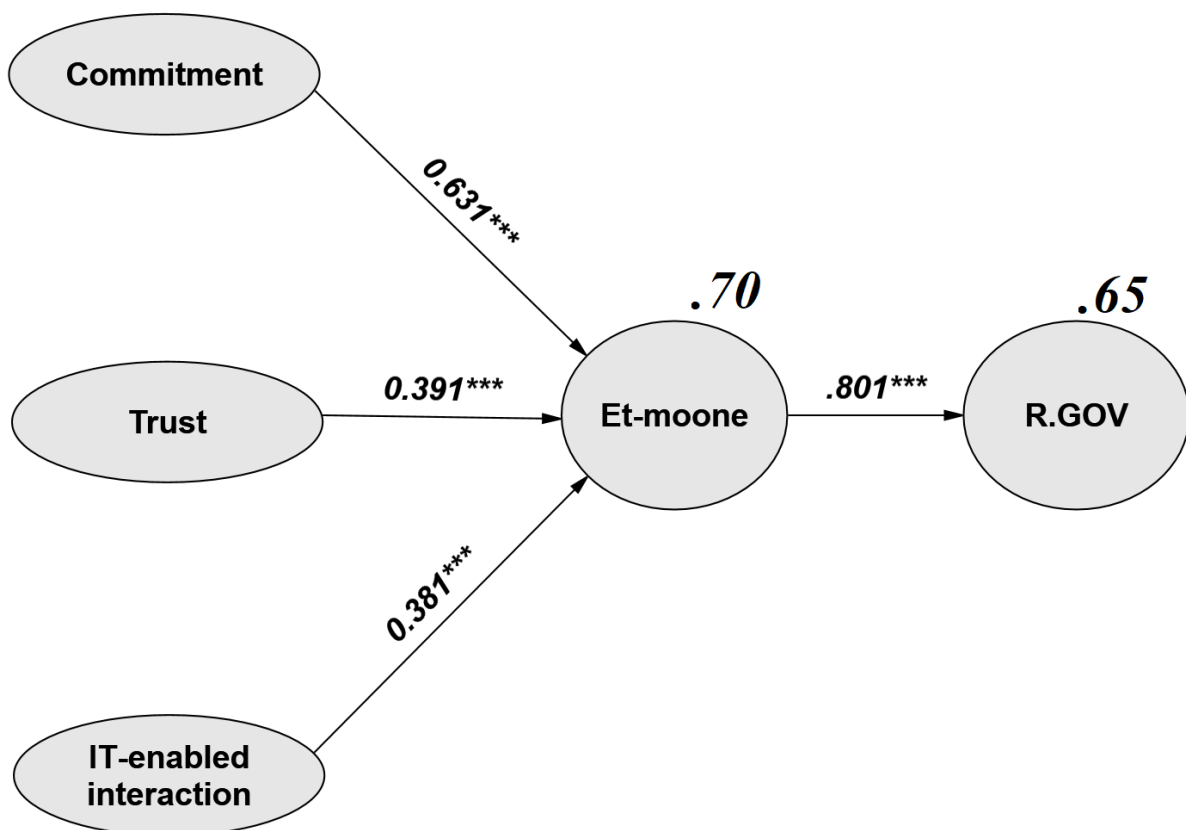 Commitment
0.631***
.70
.65
Trust
0.391***
Et-moone
.801***
R.GOV
0.381***
IT-enabled
interaction